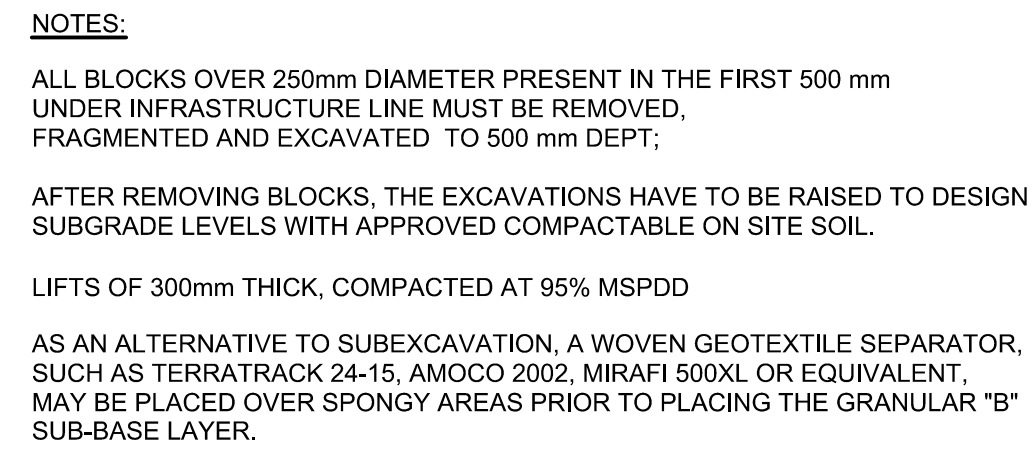 NOTES:
ALL BLOCKS OVER 250mm DIAMETER PRESENT IN THE FIRST 500 mm
UNDER INFRASTRUCTURE LINE MUST BE REMOVED,
FRAGMENTED AND EXCAVATED  TO 500 mm DEPT;
AFTER REMOVING BLOCKS, THE EXCAVATIONS HAVE TO BE RAISED TO DESIGN
SUBGRADE LEVELS WITH APPROVED COMPACTABLE ON SITE SOIL.
LIFTS OF 300mm THICK, COMPACTED AT 95% MSPDD
AS AN ALTERNATIVE TO SUBEXCAVATION, A WOVEN GEOTEXTILE SEPARATOR,
SUCH AS TERRATRACK 24-15, AMOCO 2002, MIRAFI 500XL OR EQUIVALENT,
MAY BE PLACED OVER SPONGY AREAS PRIOR TO PLACING THE GRANULAR "B"
SUB-BASE LAYER.